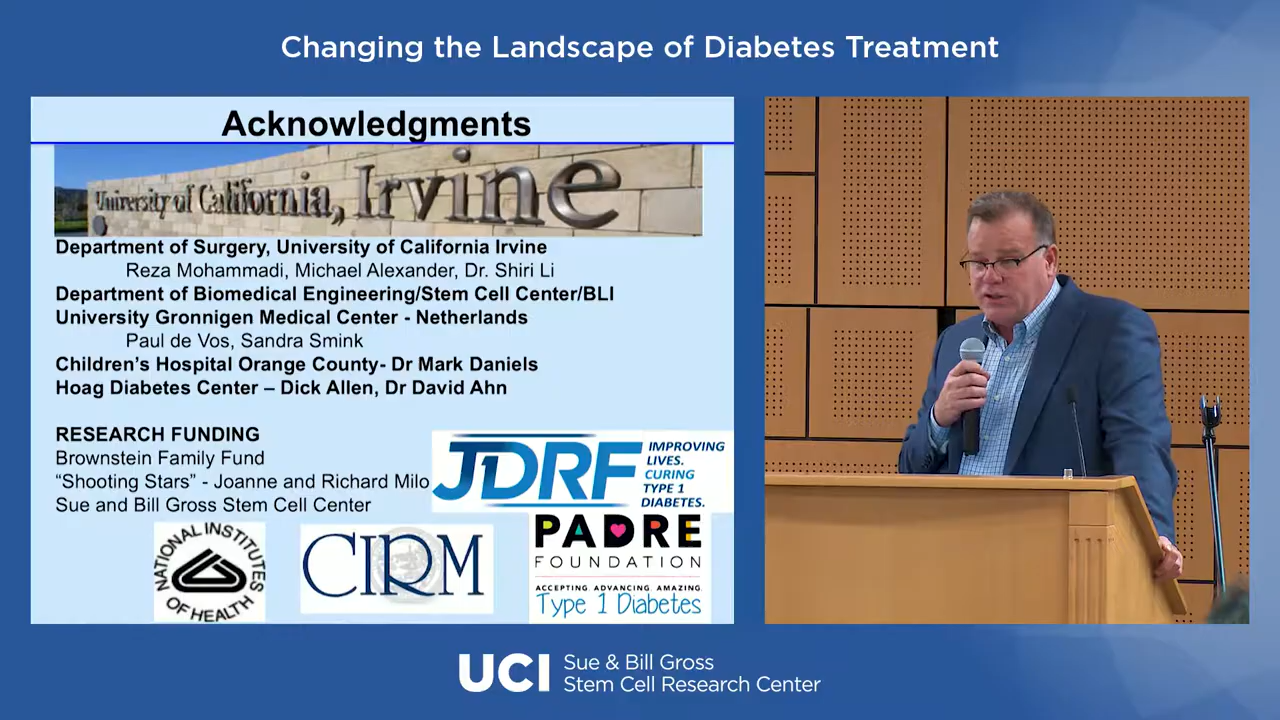 Changing the Landscape of Diabetes Treatment
Acknowledgments
University of California, Irvine
Department of Surgery, University of California Irvine
Reza Mohammadi, Michael Alexander, Dr. Shiri Li
Department of Biomedical Engineering/Stem Cell Center/BLI
University Gronnigen Medical Center - Netherlands
Paul de Vos, Sandra Smink
Children's Hospital Orange County- Dr Mark Daniels
Hoag Diabetes Center – Dick Allen, Dr David Ahn
RESEARCH FUNDING
Brownstein Family Fund
"Shooting Stars" - Joanne and Richard Milo
Sue and Bill Gross Stem Cell Center
JDRF
IMPROVING
LIVES.
CURING
TYPE 1
DIABETES.
NATIONAL INSTITUTES
OF HEALTH
CIRM
PADRE
FOUNDATION
ACCEPTING. ADVANCING. AMAZING.
Type 1 Diabetes
UCI
Sue & Bill Gross
Stem Cell Research Center